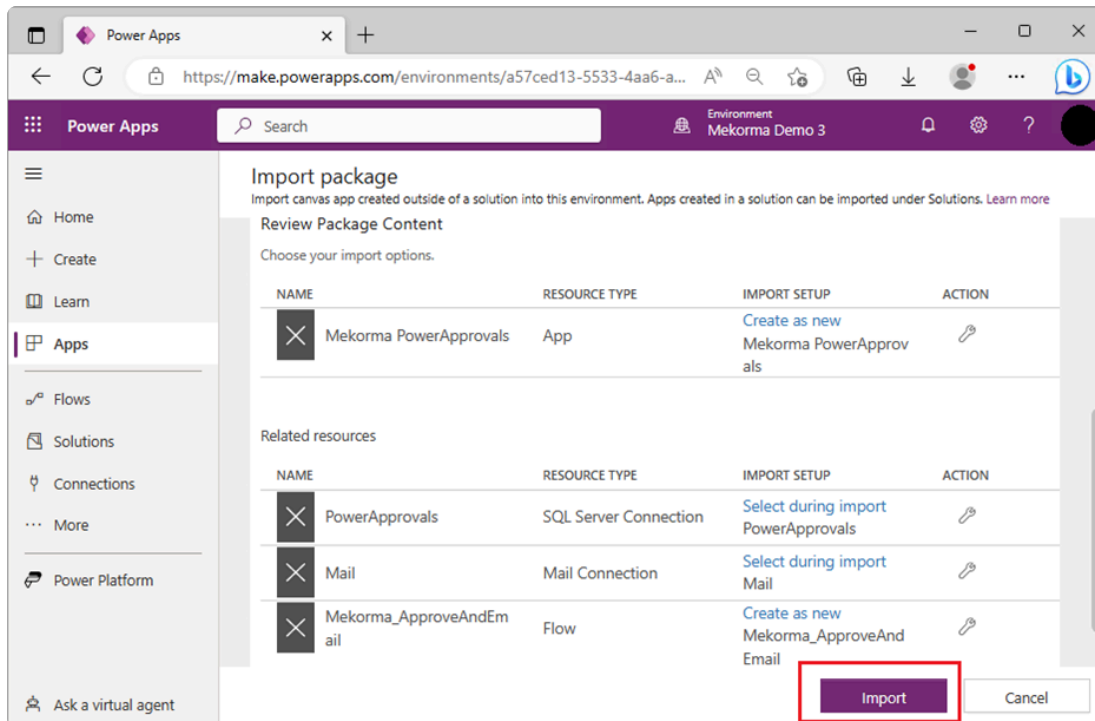 Power Apps
https://make.powerapps.com/environments/a57ced13-5533-4aa6-a...
Power Apps
Search
Environment
Mekorma Demo 3
Import package
Import canvas app created outside of a solution into this environment. Apps created in a solution can be imported under Solutions. Learn more
Home
Create
Learn
Apps
Flows
Solutions
Connections
More
Power Platform
Ask a virtual agent
Review Package Content
Choose your import options.
NAME RESOURCE TYPE IMPORT SETUP ACTION
Mekorma PowerApprovals App Create as new
Mekorma PowerApprov
als
Related resources
NAME RESOURCE TYPE IMPORT SETUP ACTION
PowerApprovals SQL Server Connection Select during import
PowerApprovals
Mail Mail Connection Select during import
Mail
Mekorma_ApproveAndEm
ail
Flow
Create as new
Mekorma_ApproveAnd
Email
Import Cancel